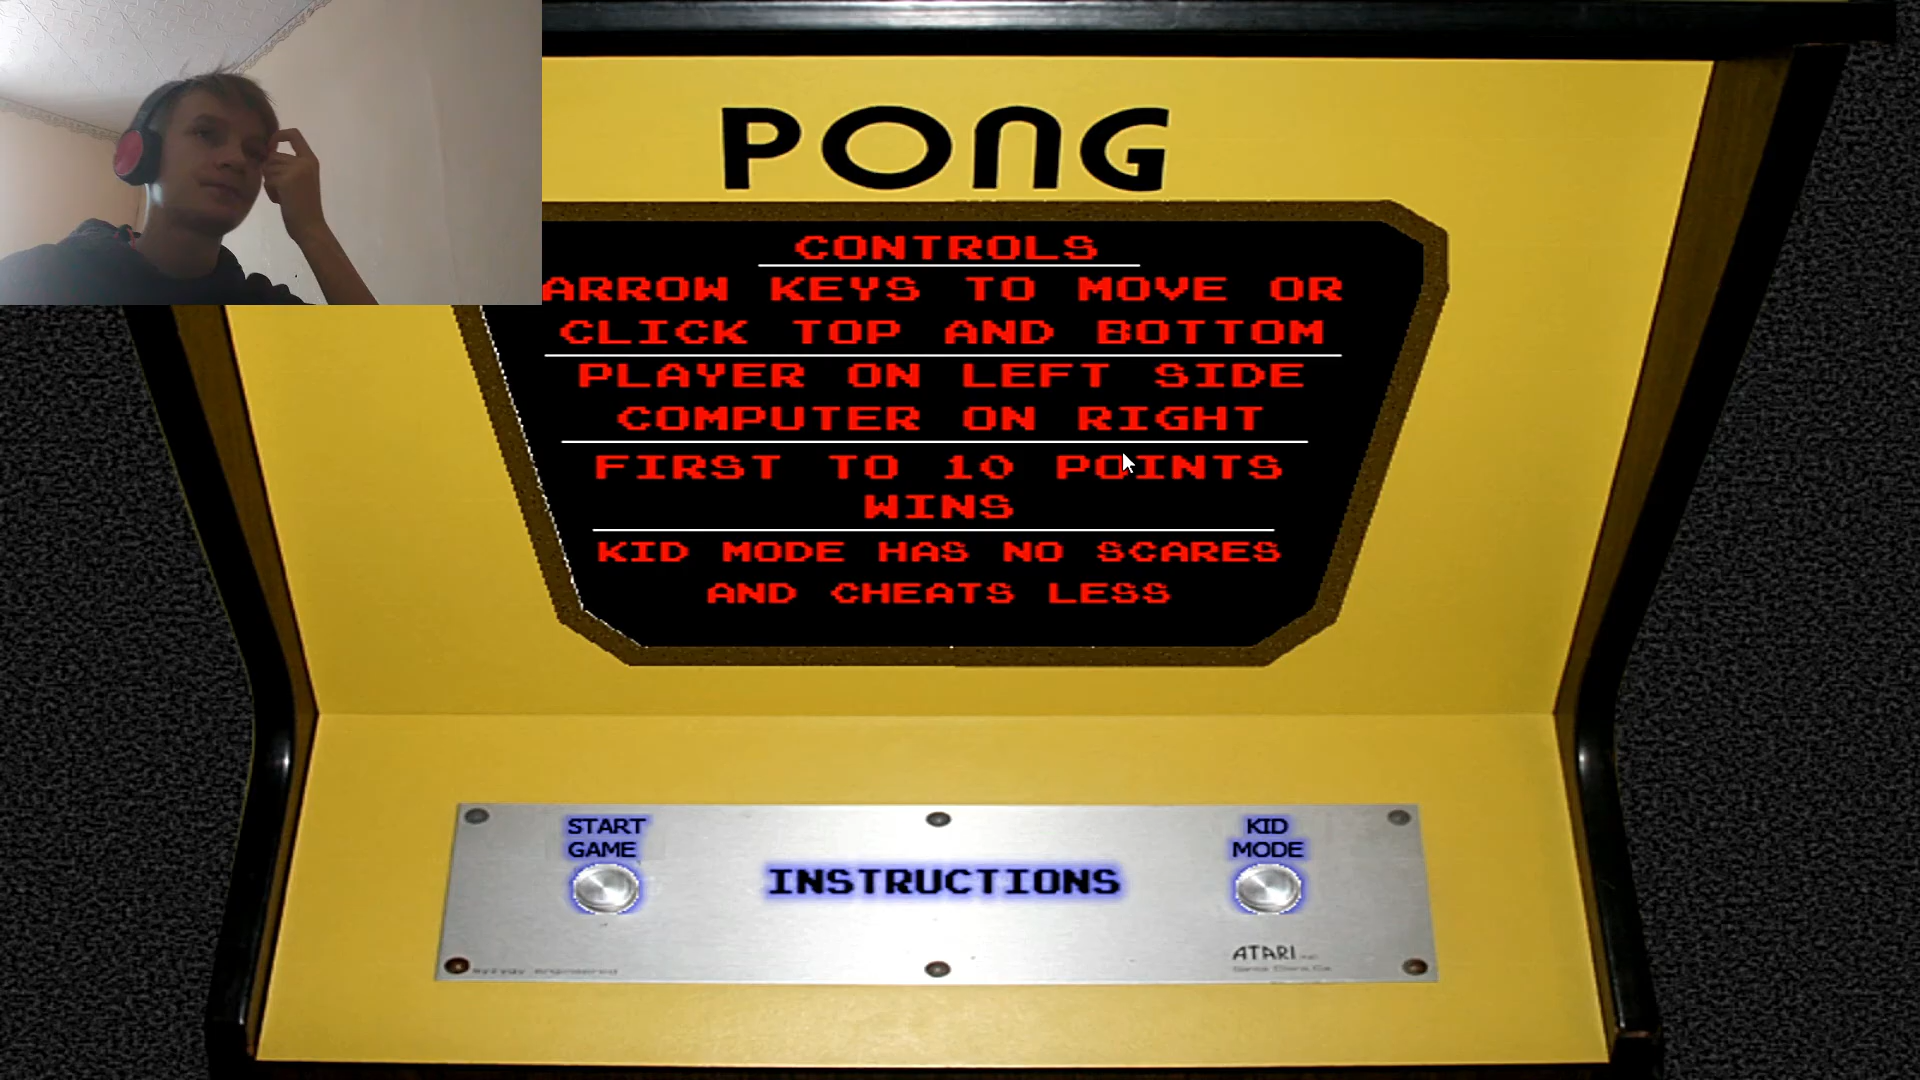 PONG
CONTROLS
ARROW KEYS TO MOVE OR
CLICK TOP AND BOTTOM
PLAYER ON LEFT SIDE
COMPUTER ON RIGHT
FIRST TO 10 POINTS
WINS
KID MODE HAS NO SCARES
AND CHEATS LESS
START
GAME
INSTRUCTIONS
KID
MODE
ATARI